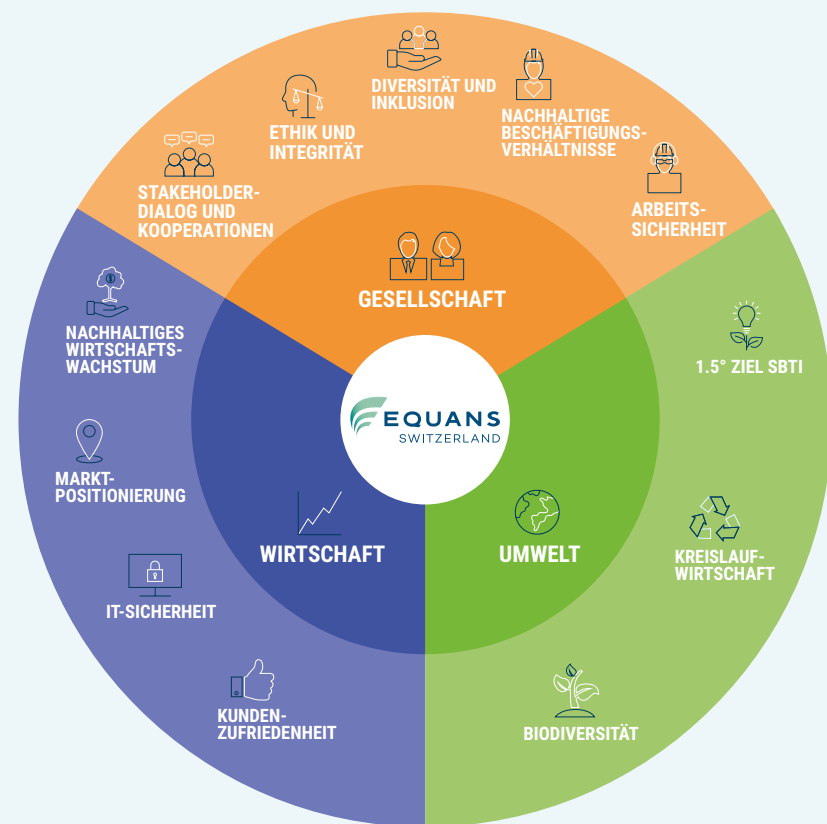 DIVERSITÄT UND
INKLUSION
NACHHALTIGE
BESCHÄFTIGUNGS-
VERHÄLTNISSE
ETHIK UND
INTEGRITÄT
STAKEHOLDER-
DIALOG UND
KOOPERATIONEN
ARBEITS-
SICHERHEIT
GESELLSCHAFT
NACHHALTIGES
WIRTSCHAFTS-
WACHSTUM
1.5° ZIEL SBTI
EQUANS
SWITZERLAND
MARKT-
POSITIONIERUNG
WIRTSCHAFT
UMWELT
KREISLAUF-
WIRTSCHAFT
IT-SICHERHEIT
KUNDEN-
ZUFRIEDENHEIT
BIODIVERSITÄT